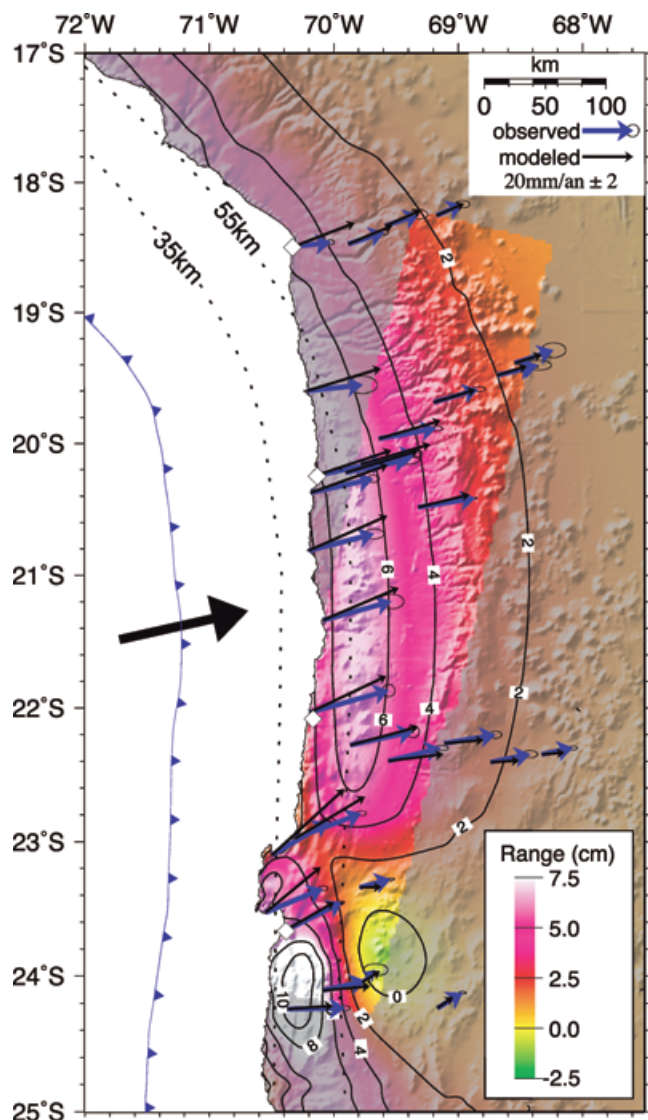 72°W 71°W 70°W 69°W 68°W
17°S
km
0 50 100
observed
modeled
20mm/an ± 2
18°S
55km
35km
2
19°S
20°S
2
21°S
6 4
22°S
2
6 4
23°S
2
Range (cm)
7.5
5.0
2.5
0.0
-2.5
24°S
0
10
2
8 4
25°S